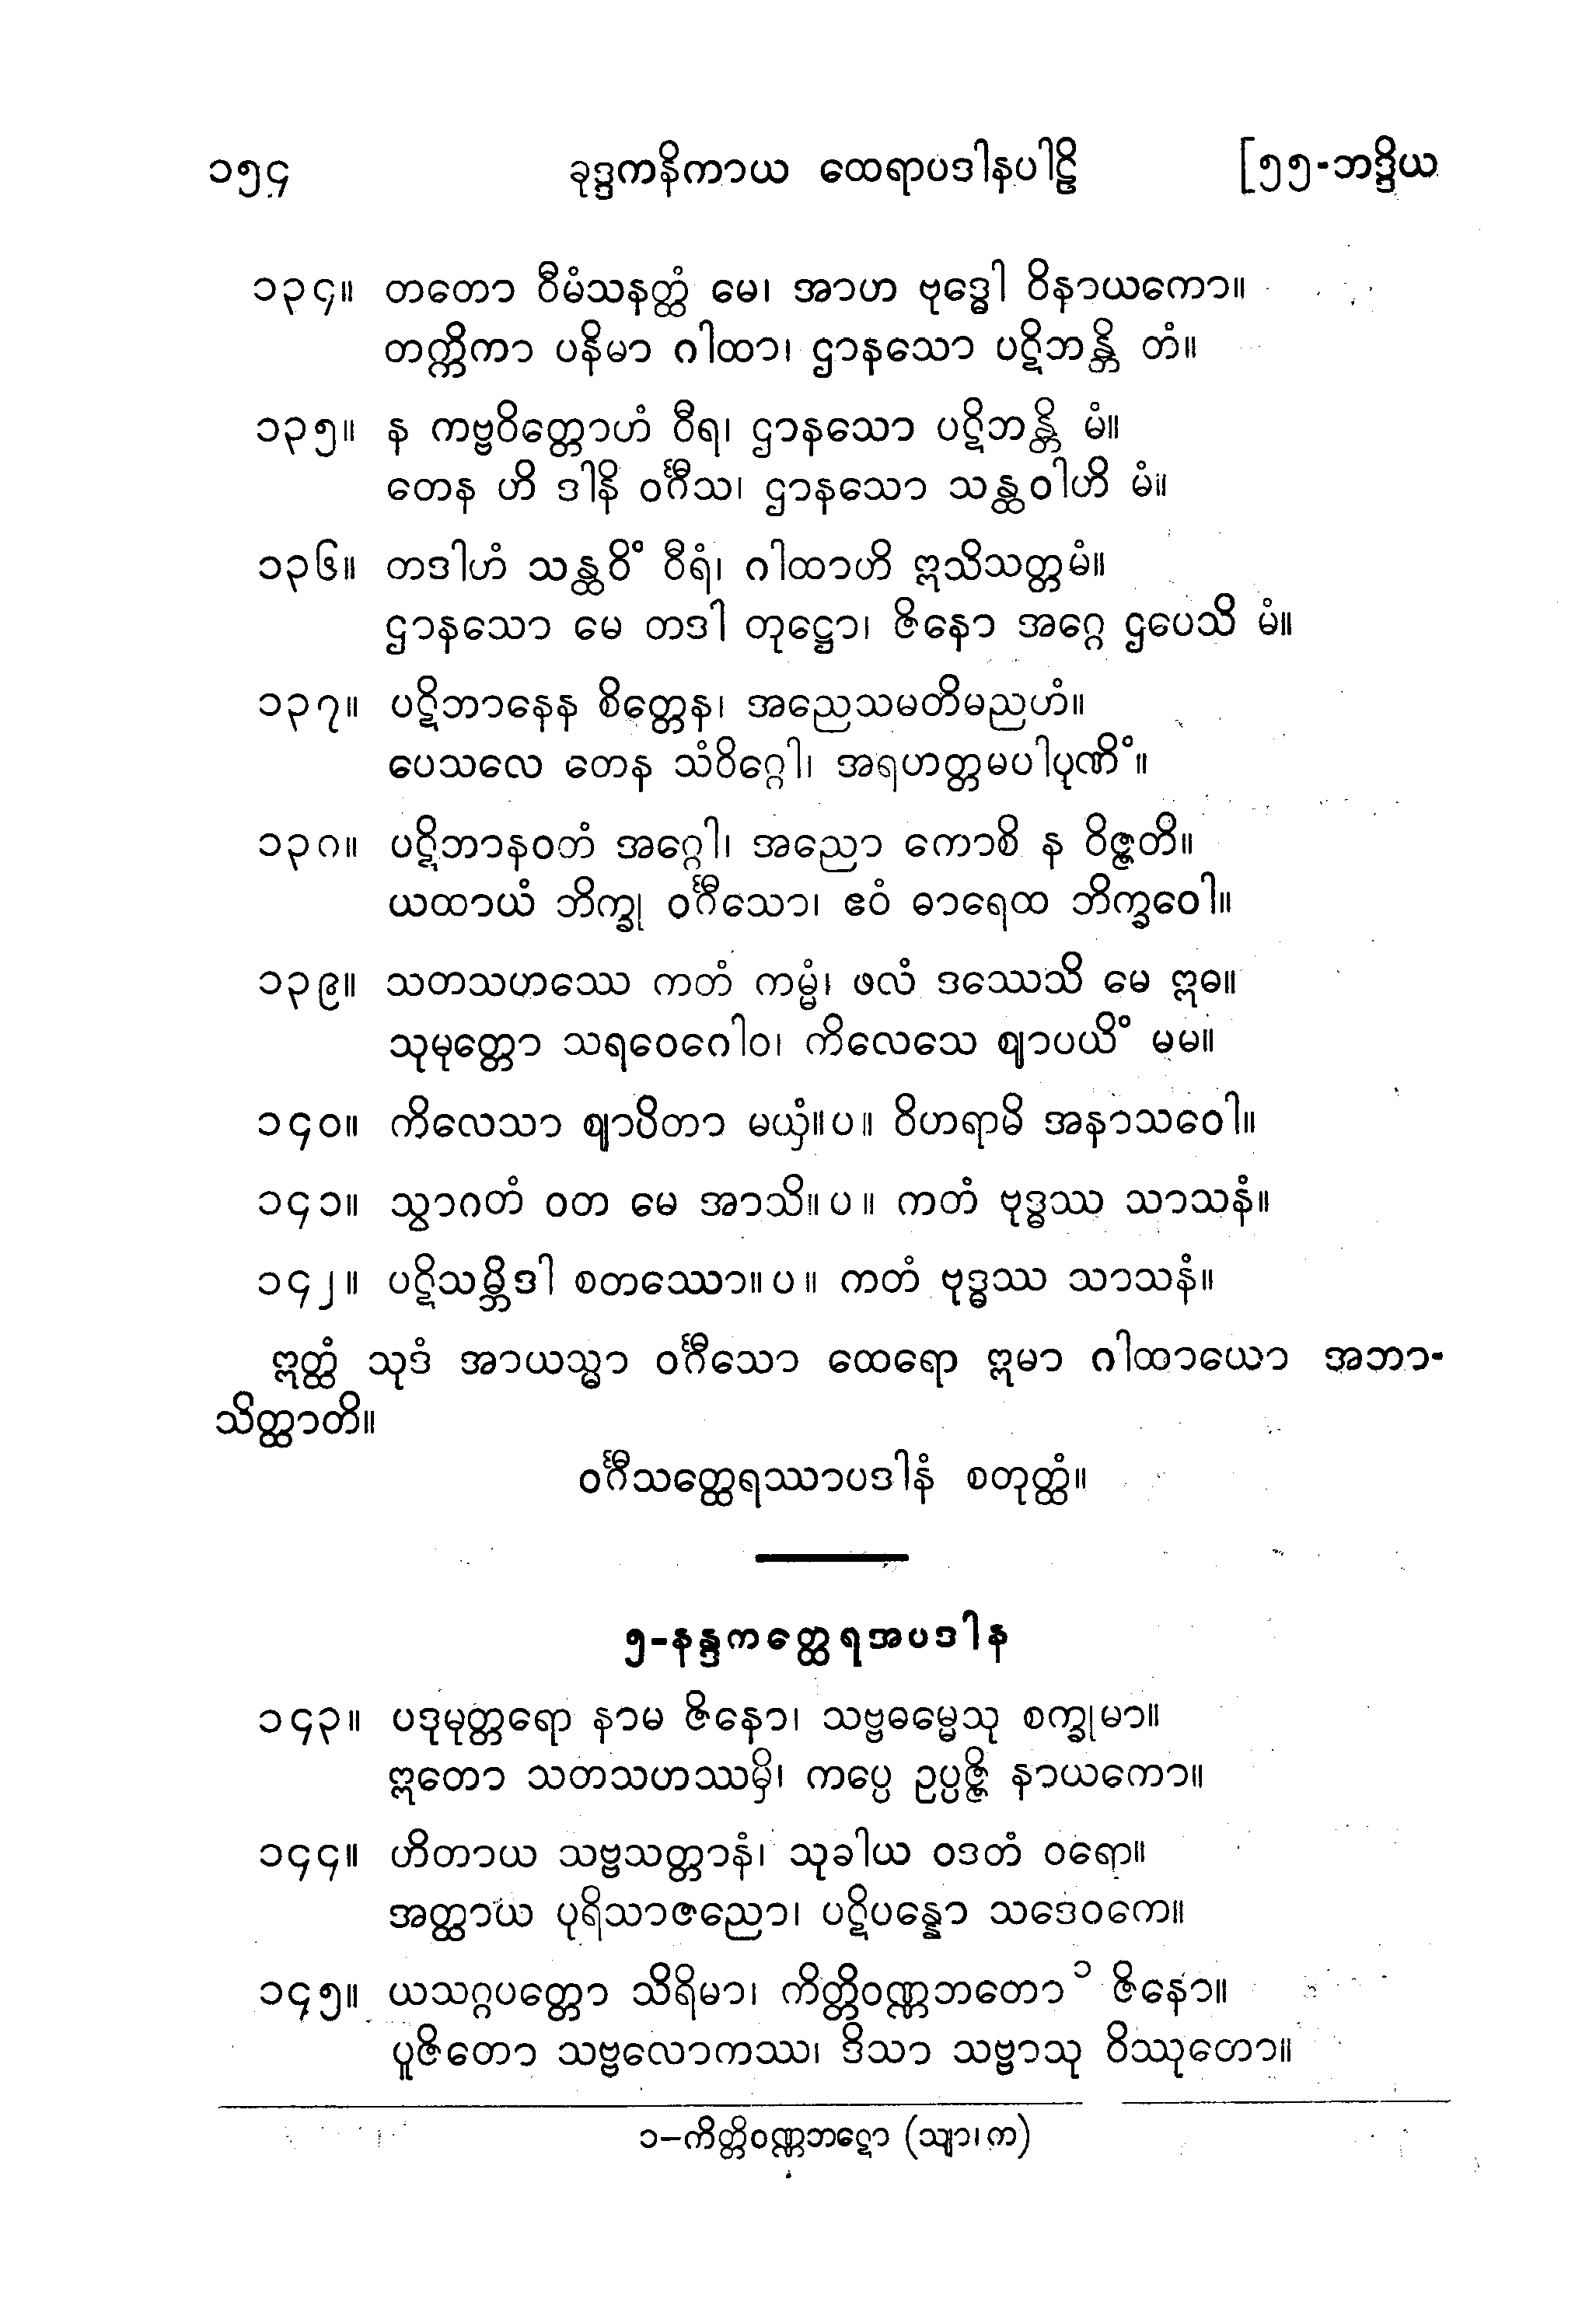 ၁၅၄ ခုဒ္ဒကနိကာယ ထေရာပဒါနပါဠိ [၅၅-ဘဒ္ဒိယ
၁၃၄။ တတော ဝီမံသနတ္ထံ မေ၊ အာဟ ဗုဒ္ဓေါ ဝိနာယကော။
တက္ကိကာ ပနိမာ ဂါထာ၊ ဌာနသော ပဋိဘန္တိ တံ။
၁၃၅။ န ကဗ္ဗဝိတ္တောဟံ ဝီရ၊ ဌာနသော ပဋိဘန္တိ မံ။
တေန ဟိ ဒါနိ ဝင်္ဂီသ၊ ဌာနသော သန္ထဝါဟိ မံ။
၁၃၆။ တဒါဟံ သန္ထဝိံ ဝီရံ၊ ဂါထာဟိ ဣသိသတ္တမံ။
ဌာနသော မေ တဒါ တုဋ္ဌော၊ ဇိနော အဂ္ဂေ ဌပေသိ မံ။
၁၃၇။ ပဋိဘာနေန စိတ္တေန၊ အညေသမတိမညဟံ။
ပေသလေ တေန သံဝိဂ္ဂေါ၊ အရဟတ္တမပါပုဏိံ။
၁၃၈။ ပဋိဘာနဝတံ အဂ္ဂေါ၊ အညော ကောစိ န ဝိဇ္ဇတိ။
ယထာယံ ဘိက္ခု ဝင်္ဂီသော၊ ဧဝံ ဓာရေထ ဘိက္ခဝေါ။
၁၃၉။ သတသဟဿေ ကတံ ကမ္မံ၊ ဖလံ ဒဿေသိ မေ ဣဓ။
သုမုတ္တော သရဝေဂေါဝ၊ ကိလေသေ ဈာပယိံ မမ။
၁၄၀။ ကိလေသာ ဈာပိတာ မယှံ။ပ။ ဝိဟရာမိ အနာသဝေါ။
၁၄၁။ သွာဂတံ ဝတ မေ အာသိ။ပ။ ကတံ ဗုဒ္ဓဿ သာသနံ။
၁၄၂။ ပဋိသမ္ဘိဒါ စတဿော။ပ။ ကတံ ဗုဒ္ဓဿ သာသနံ။
ဣတ္ထံ သုဒံ အာယသ္မာ ဝင်္ဂီသော ထေရော ဣမာ ဂါထာယော အဘာ-
သိတ္ထာတိ။
ဝင်္ဂီသတ္ထေရဿာပဒါနံ စတုတ္ထံ။
၅-နန္ဒကတ္ထေရအပဒါန
၁၄၃။ ပဒုမုတ္တရော နာမ ဇိနော၊ သဗ္ဗဓမ္မေသု စက္ခုမာ။
ဣတော သတသဟဿမှိ၊ ကပ္ပေ ဥပ္ပဇ္ဇိ နာယကော။
၁၄၄။ ဟိတာယ သဗ္ဗသတ္တာနံ၊ သုခါယ ဝဒတံ ဝရော။
အတ္ထာယ ပုရိသာဇညော၊ ပဋိပန္နော သဒေဝကေ။
၁၄၅။ ယသဂ္ဂပတ္တော သိရိမာ၊ ကိတ္တိဝဏ္ဏဘတော ၁ ဇိနော။
ပူဇိတော သဗ္ဗလောကဿ၊ ဒိသာ သဗ္ဗာသု ဝိဿုတော။
၁–ကိတ္တိဝဏ္ဏဘဋော (သျာ၊က)